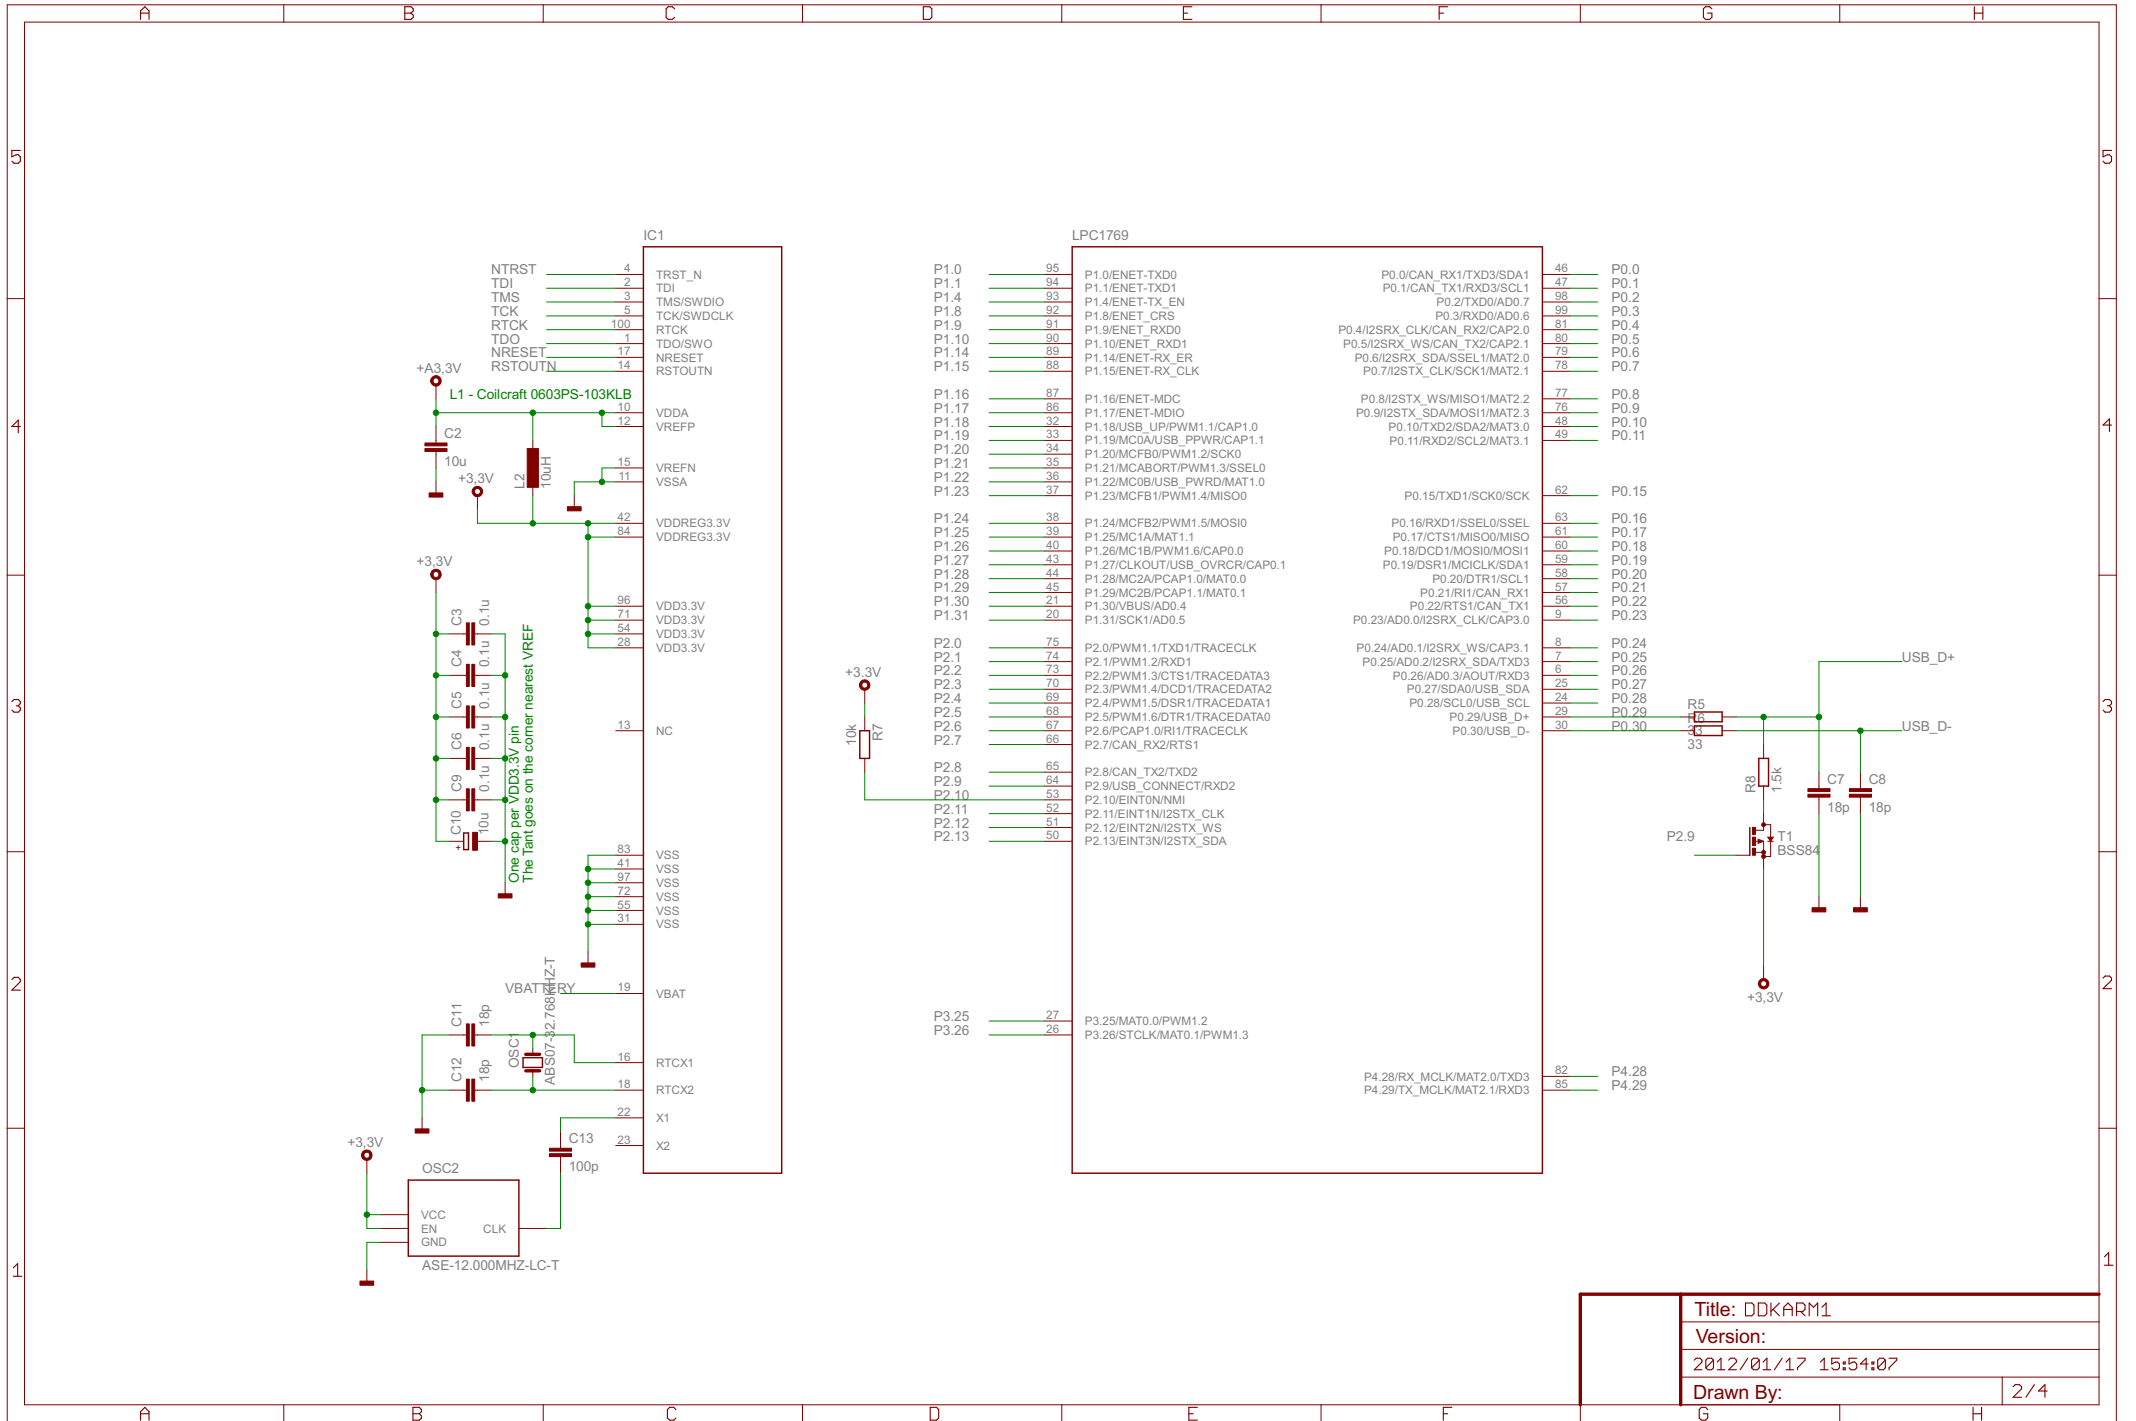 A B C D E F G H
5 5
4 4
3 3
2 2
1 1
IC1
NTRST 4 TRST_N
TDI 2 TDI
TMS 3 TMS/SWDIO
TCK 5 TCK/SWDCLK
RTCK 100 RTCK
TDO 1 TDO/SWO
NRESET 17 NRESET
RSTOUTN 14 RSTOUTN
+A3,3V
L1 - Coilcraft 0603PS-103KLB
10 VDDA
12 VREFP
C2
10u
L2
10uH
15 VREFN
11 VSSA
+3,3V
42 VDDREG3.3V
84 VDDREG3.3V
+3,3V
96 VDD3.3V
71 VDD3.3V
54 VDD3.3V
28 VDD3.3V
C3 0.1u
C4 0.1u
C5 0.1u
C6 0.1u
C9 0.1u
C10 10u
+
One cap per VDD3.3V pin
The Tant goes on the corner nearest VREF
13 NC
83 VSS
41 VSS
97 VSS
72 VSS
55 VSS
31 VSS
VBATTERY 19 VBAT
C11 18p
C12 18p
OSC1
ABS07-32.768KHZ-T
16 RTCX1
18 RTCX2
22 X1
23 X2
C13
100p
+3,3V
OSC2
VCC
EN CLK
GND
ASE-12.000MHZ-LC-T
LPC1769
P1.0 95 P1.0/ENET-TXD0
P1.1 94 P1.1/ENET-TXD1
P1.4 93 P1.4/ENET-TX_EN
P1.8 92 P1.8/ENET_CRS
P1.9 91 P1.9/ENET_RXD0
P1.10 90 P1.10/ENET_RXD1
P1.14 89 P1.14/ENET-RX_ER
P1.15 88 P1.15/ENET-RX_CLK
P1.16 87 P1.16/ENET-MDC
P1.17 86 P1.17/ENET-MDIO
P1.18 32 P1.18/USB_UP/PWM1.1/CAP1.0
P1.19 33 P1.19/MC0A/USB_PPWR/CAP1.1
P1.20 34 P1.20/MCFB0/PWM1.2/SCK0
P1.21 35 P1.21/MCABORT/PWM1.3/SSEL0
P1.22 36 P1.22/MC0B/USB_PWRD/MAT1.0
P1.23 37 P1.23/MCFB1/PWM1.4/MISO0
P1.24 38 P1.24/MCFB2/PWM1.5/MOSI0
P1.25 39 P1.25/MC1A/MAT1.1
P1.26 40 P1.26/MC1B/PWM1.6/CAP0.0
P1.27 43 P1.27/CLKOUT/USB_OVRCR/CAP0.1
P1.28 44 P1.28/MC2A/PCAP1.0/MAT0.0
P1.29 45 P1.29/MC2B/PCAP1.1/MAT0.1
P1.30 21 P1.30/VBUS/AD0.4
P1.31 20 P1.31/SCK1/AD0.5
P2.0 75 P2.0/PWM1.1/TXD1/TRACECLK
P2.1 74 P2.1/PWM1.2/RXD1
P2.2 73 P2.2/PWM1.3/CTS1/TRACEDATA3
P2.3 70 P2.3/PWM1.4/DCD1/TRACEDATA2
P2.4 69 P2.4/PWM1.5/DSR1/TRACEDATA1
P2.5 68 P2.5/PWM1.6/DTR1/TRACEDATA0
P2.6 67 P2.6/PCAP1.0/RI1/TRACECLK
P2.7 66 P2.7/CAN_RX2/RTS1
P2.8 65 P2.8/CAN_TX2/TXD2
P2.9 64 P2.9/USB_CONNECT/RXD2
P2.10 53 P2.10/EINT0N/NMI
P2.11 52 P2.11/EINT1N/I2STX_CLK
P2.12 51 P2.12/EINT2N/I2STX_WS
P2.13 50 P2.13/EINT3N/I2STX_SDA
+3.3V
10k
R7
P3.25 27 P3.25/MAT0.0/PWM1.2
P3.26 26 P3.26/STCLK/MAT0.1/PWM1.3
P0.0/CAN_RX1/TXD3/SDA1 46 P0.0
P0.1/CAN_TX1/RXD3/SCL1 47 P0.1
P0.2/TXD0/AD0.7 98 P0.2
P0.3/RXD0/AD0.6 99 P0.3
P0.4/I2SRX_CLK/CAN_RX2/CAP2.0 81 P0.4
P0.5/I2SRX_WS/CAN_TX2/CAP2.1 80 P0.5
P0.6/I2SRX_SDA/SSEL1/MAT2.0 79 P0.6
P0.7/I2STX_CLK/SCK1/MAT2.1 78 P0.7
P0.8/I2STX_WS/MISO1/MAT2.2 77 P0.8
P0.9/I2STX_SDA/MOSI1/MAT2.3 76 P0.9
P0.10/TXD2/SDA2/MAT3.0 48 P0.10
P0.11/RXD2/SCL2/MAT3.1 49 P0.11
P0.15/TXD1/SCK0/SCK 62 P0.15
P0.16/RXD1/SSEL0/SSEL 63 P0.16
P0.17/CTS1/MISO0/MISO 61 P0.17
P0.18/DCD1/MOSI0/MOSI1 60 P0.18
P0.19/DSR1/MCICLK/SDA1 59 P0.19
P0.20/DTR1/SCL1 58 P0.20
P0.21/RI1/CAN_RX1 57 P0.21
P0.22/RTS1/CAN_TX1 56 P0.22
P0.23/AD0.0/I2SRX_CLK/CAP3.0 9 P0.23
P0.24/AD0.1/I2SRX_WS/CAP3.1 8 P0.24
P0.25/AD0.2/I2SRX_SDA/TXD3 7 P0.25
P0.26/AD0.3/AOUT/RXD3 6 P0.26
P0.27/SDA0/USB_SDA 25 P0.27
P0.28/SCL0/USB_SCL 24 P0.28
P0.29/USB_D+ 29 P0.29
P0.30/USB_D- 30 P0.30
P4.28/RX_MCLK/MAT2.0/TXD3 82 P4.28
P4.29/TX_MCLK/MAT2.1/RXD3 85 P4.29
USB_D+
R5
R6
33
33
USB_D-
R8
1.5k
C7
18p
C8
18p
P2.9
T1
BSS84
+3,3V
Title: DDKARM1
Version:
2012/01/17 15:54:07
Drawn By: 2/4
A B C D E F G H